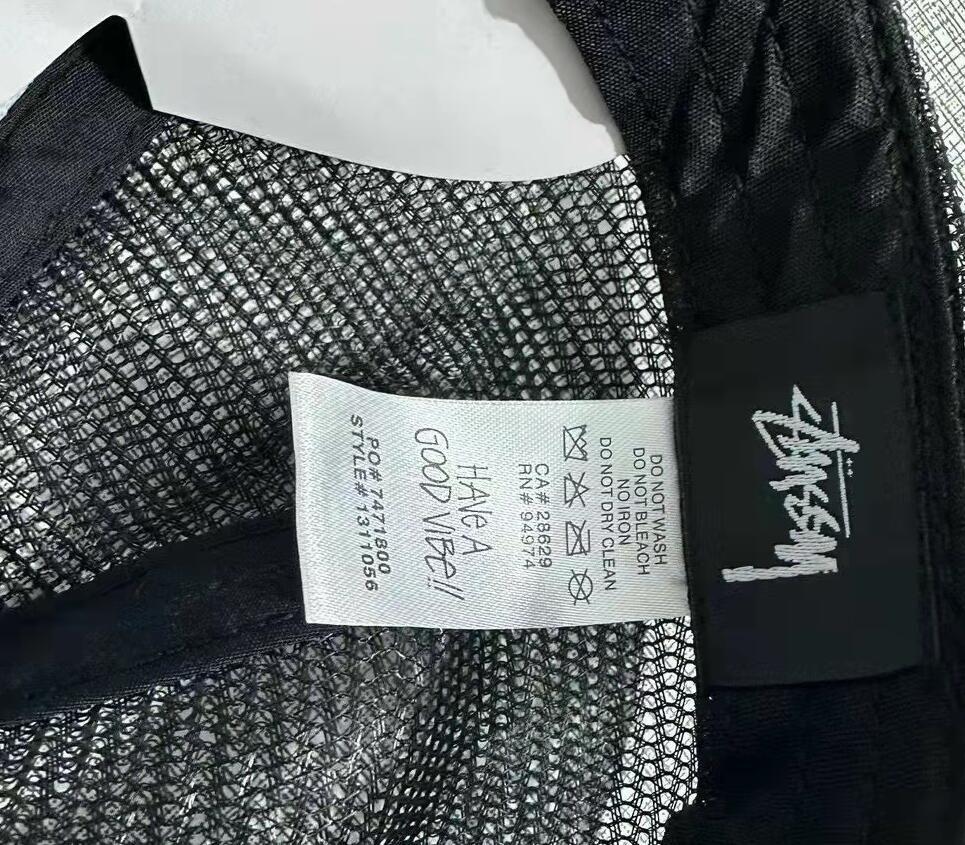 DO NOT WASH
DO NOT BLEACH
NO IRON
DO NOT DRY CLEAN
CA# 28629
RN# 94974
HAVE A
GOOD VIBE!!
PO# 7471800
STYLE# 1311056
Stüssy